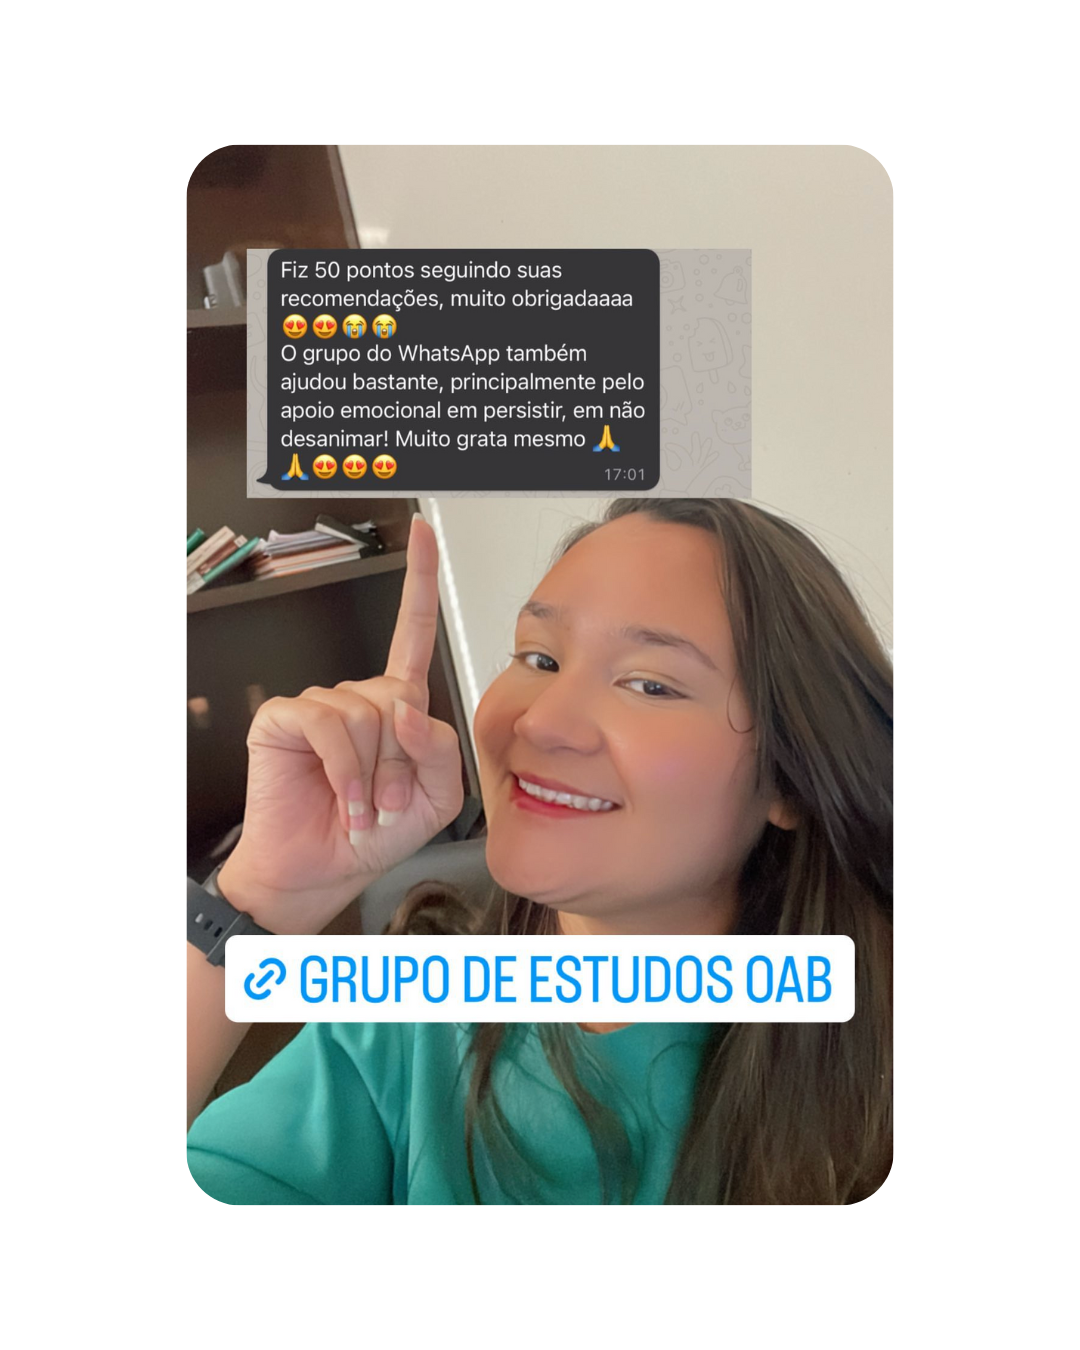 Fiz 50 pontos seguindo suas
recomendações, muito obrigadaaaa
😍😍😭😭
O grupo do WhatsApp também
ajudou bastante, principalmente pelo
apoio emocional em persistir, em não
desanimar! Muito grata mesmo 🙏
🙏😍😍😍
17:01
GRUPO DE ESTUDOS OAB